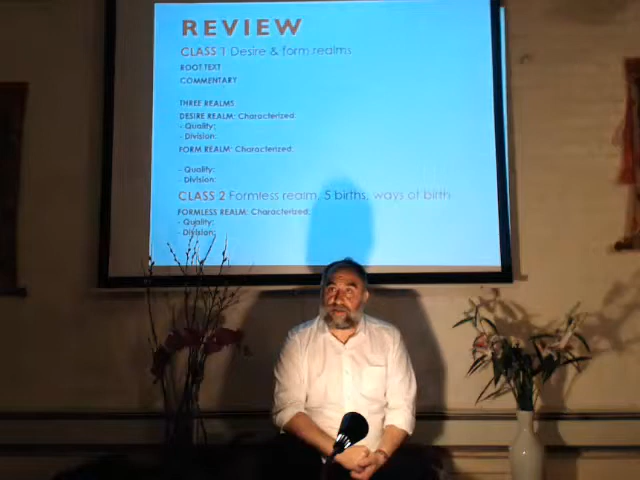 REVIEW
CLASS 1 Desire & form realms
ROOT TEXT
COMMENTARY
THREE REALMS
DESIRE REALM: Characterized:
- Quality:
- Division:
FORM REALM: Characterized:
- Quality:
- Division:
CLASS 2 Formless realm, 5 births, ways of birth
FORMLESS REALM: Characterized:
- Quality:
- Division: